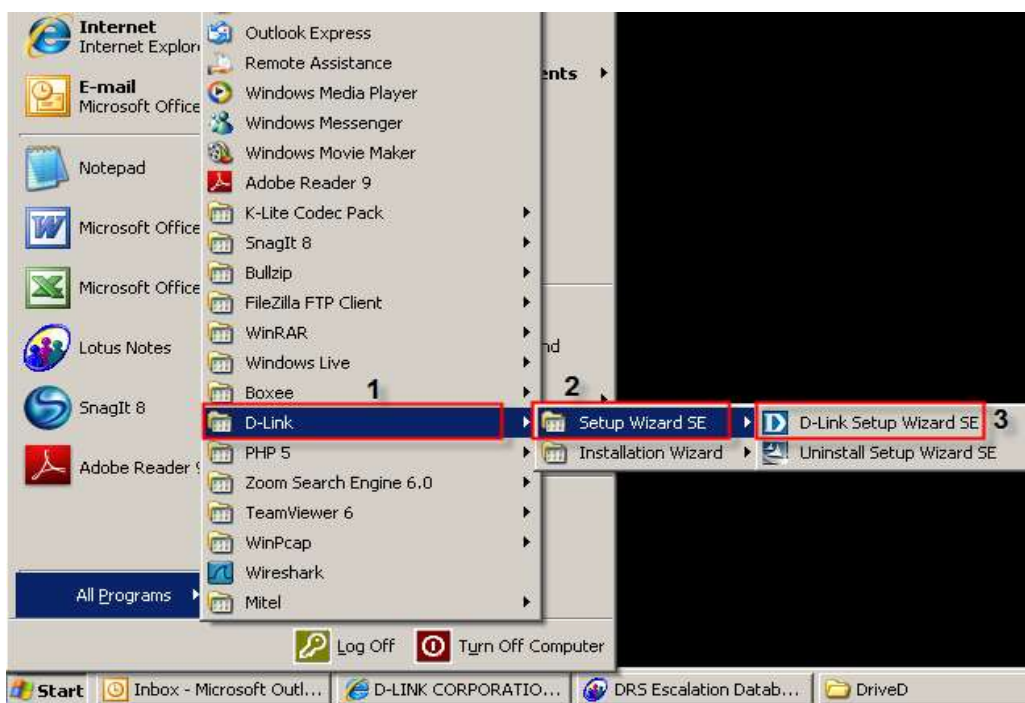 Internet
Internet Explor
E-mail
Microsoft Office
Notepad
Microsoft Office
Microsoft Office
Lotus Notes
SnagIt 8
Adobe Reader 9
All Programs
Outlook Express
Remote Assistance
Windows Media Player
Windows Messenger
Windows Movie Maker
Adobe Reader 9
K-Lite Codec Pack
SnagIt 8
Bullzip
FileZilla FTP Client
WinRAR
Windows Live
Boxee
1
D-Link
PHP 5
Zoom Search Engine 6.0
TeamViewer 6
WinPcap
Wireshark
Mitel
ents
nd
2
Setup Wizard SE
Installation Wizard
D-Link Setup Wizard SE
3
Uninstall Setup Wizard SE
Log Off
Turn Off Computer
Start
Inbox - Microsoft Outl...
D-LINK CORPORATIO...
DRS Escalation Datab...
DriveD